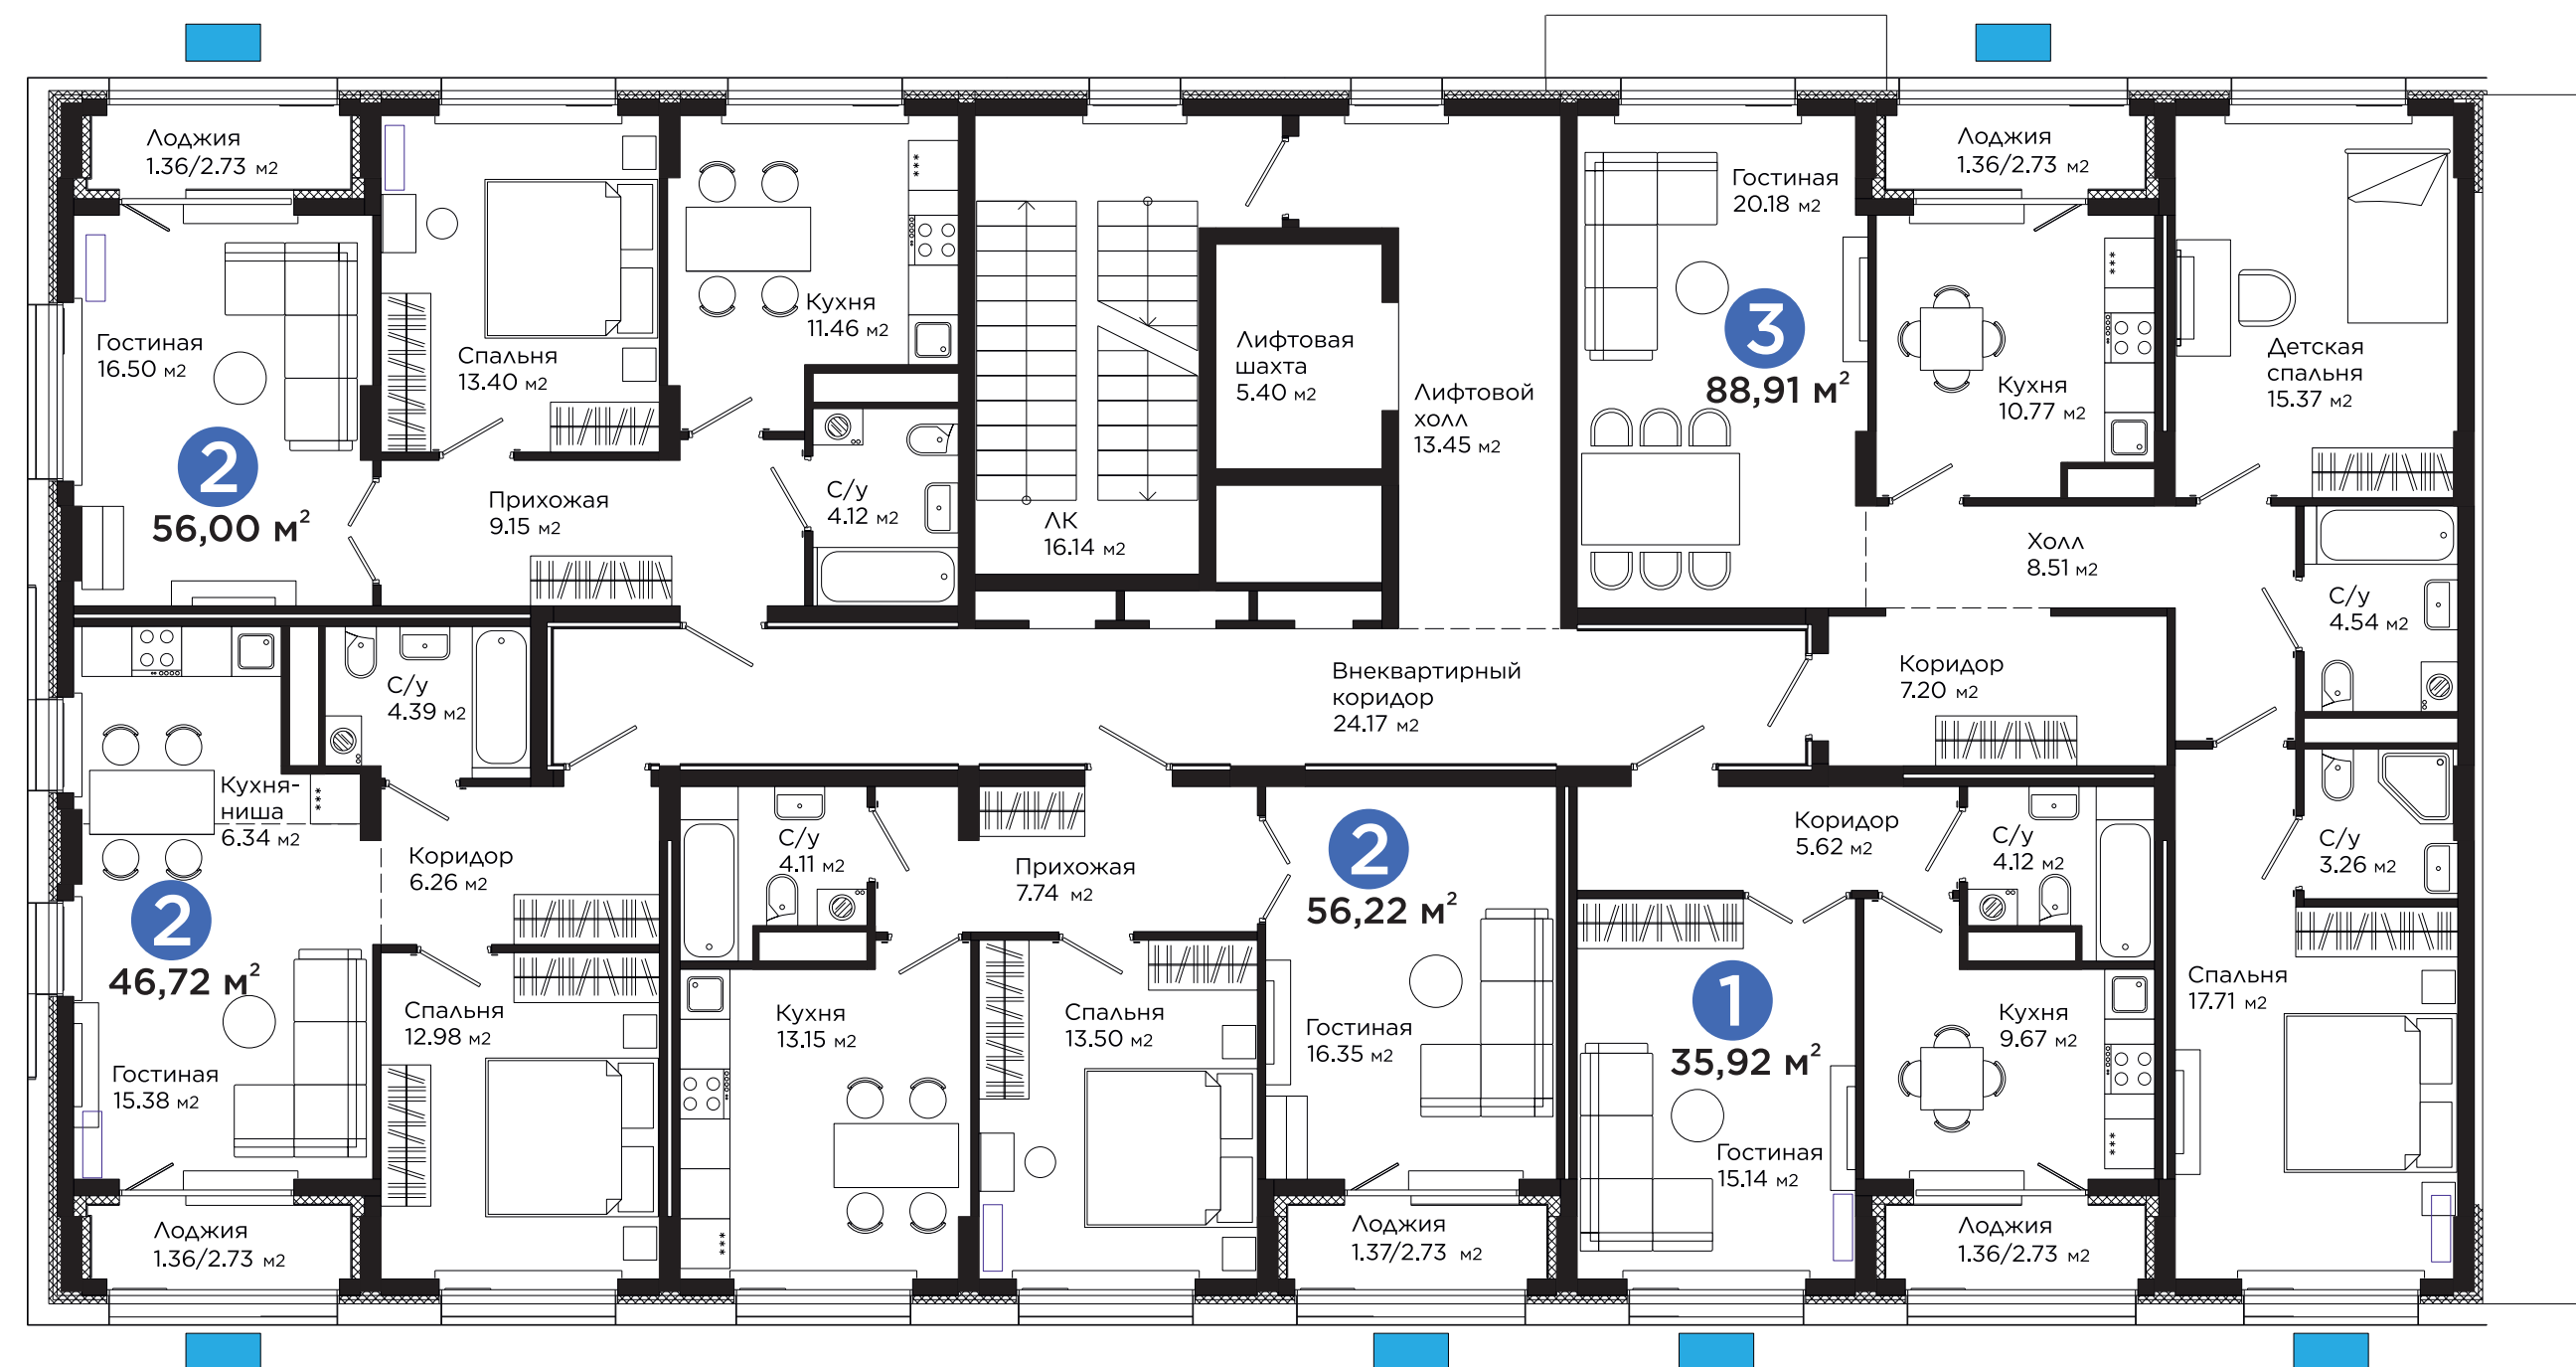 Лоджия
1.36/2.73 м2
Гостиная
16.50 м2
2
56,00 м²
Спальня
13.40 м2
Кухня
11.46 м2
Прихожая
9.15 м2
С/у
4.12 м2
ЛК
16.14 м2
Лифтовая
шахта
5.40 м2
Лифтовой
холл
13.45 м2
Гостиная
20.18 м2
3
88,91 м²
Лоджия
1.36/2.73 м2
Кухня
10.77 м2
Детская
спальня
15.37 м2
Холл
8.51 м2
С/у
4.54 м2
Коридор
7.20 м2
С/у
3.26 м2
Спальня
17.71 м2
Внеквартирный
коридор
24.17 м2
С/у
4.39 м2
Кухня-
ниша
6.34 м2
Коридор
6.26 м2
2
46,72 м²
Гостиная
15.38 м2
Спальня
12.98 м2
Лоджия
1.36/2.73 м2
С/у
4.11 м2
Прихожая
7.74 м2
Кухня
13.15 м2
Спальня
13.50 м2
2
56,22 м²
Гостиная
16.35 м2
Лоджия
1.37/2.73 м2
Коридор
5.62 м2
С/у
4.12 м2
1
35,92 м²
Гостиная
15.14 м2
Кухня
9.67 м2
Лоджия
1.36/2.73 м2